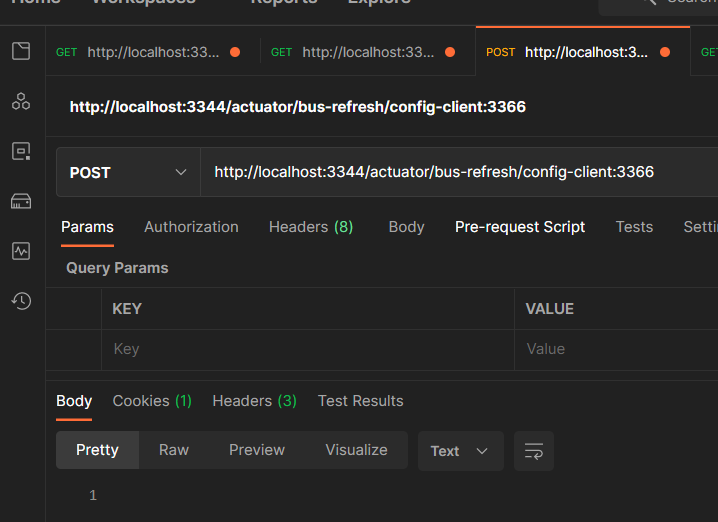 Home Workspaces Reports Explore Search
GET http://localhost:33... GET http://localhost:33... POST http://localhost:3... GET
http://localhost:3344/actuator/bus-refresh/config-client:3366
POST http://localhost:3344/actuator/bus-refresh/config-client:3366
Params Authorization Headers (8) Body Pre-request Script Tests Setti
Query Params
KEY VALUE
Key Value
Body Cookies (1) Headers (3) Test Results
Pretty Raw Preview Visualize Text
1